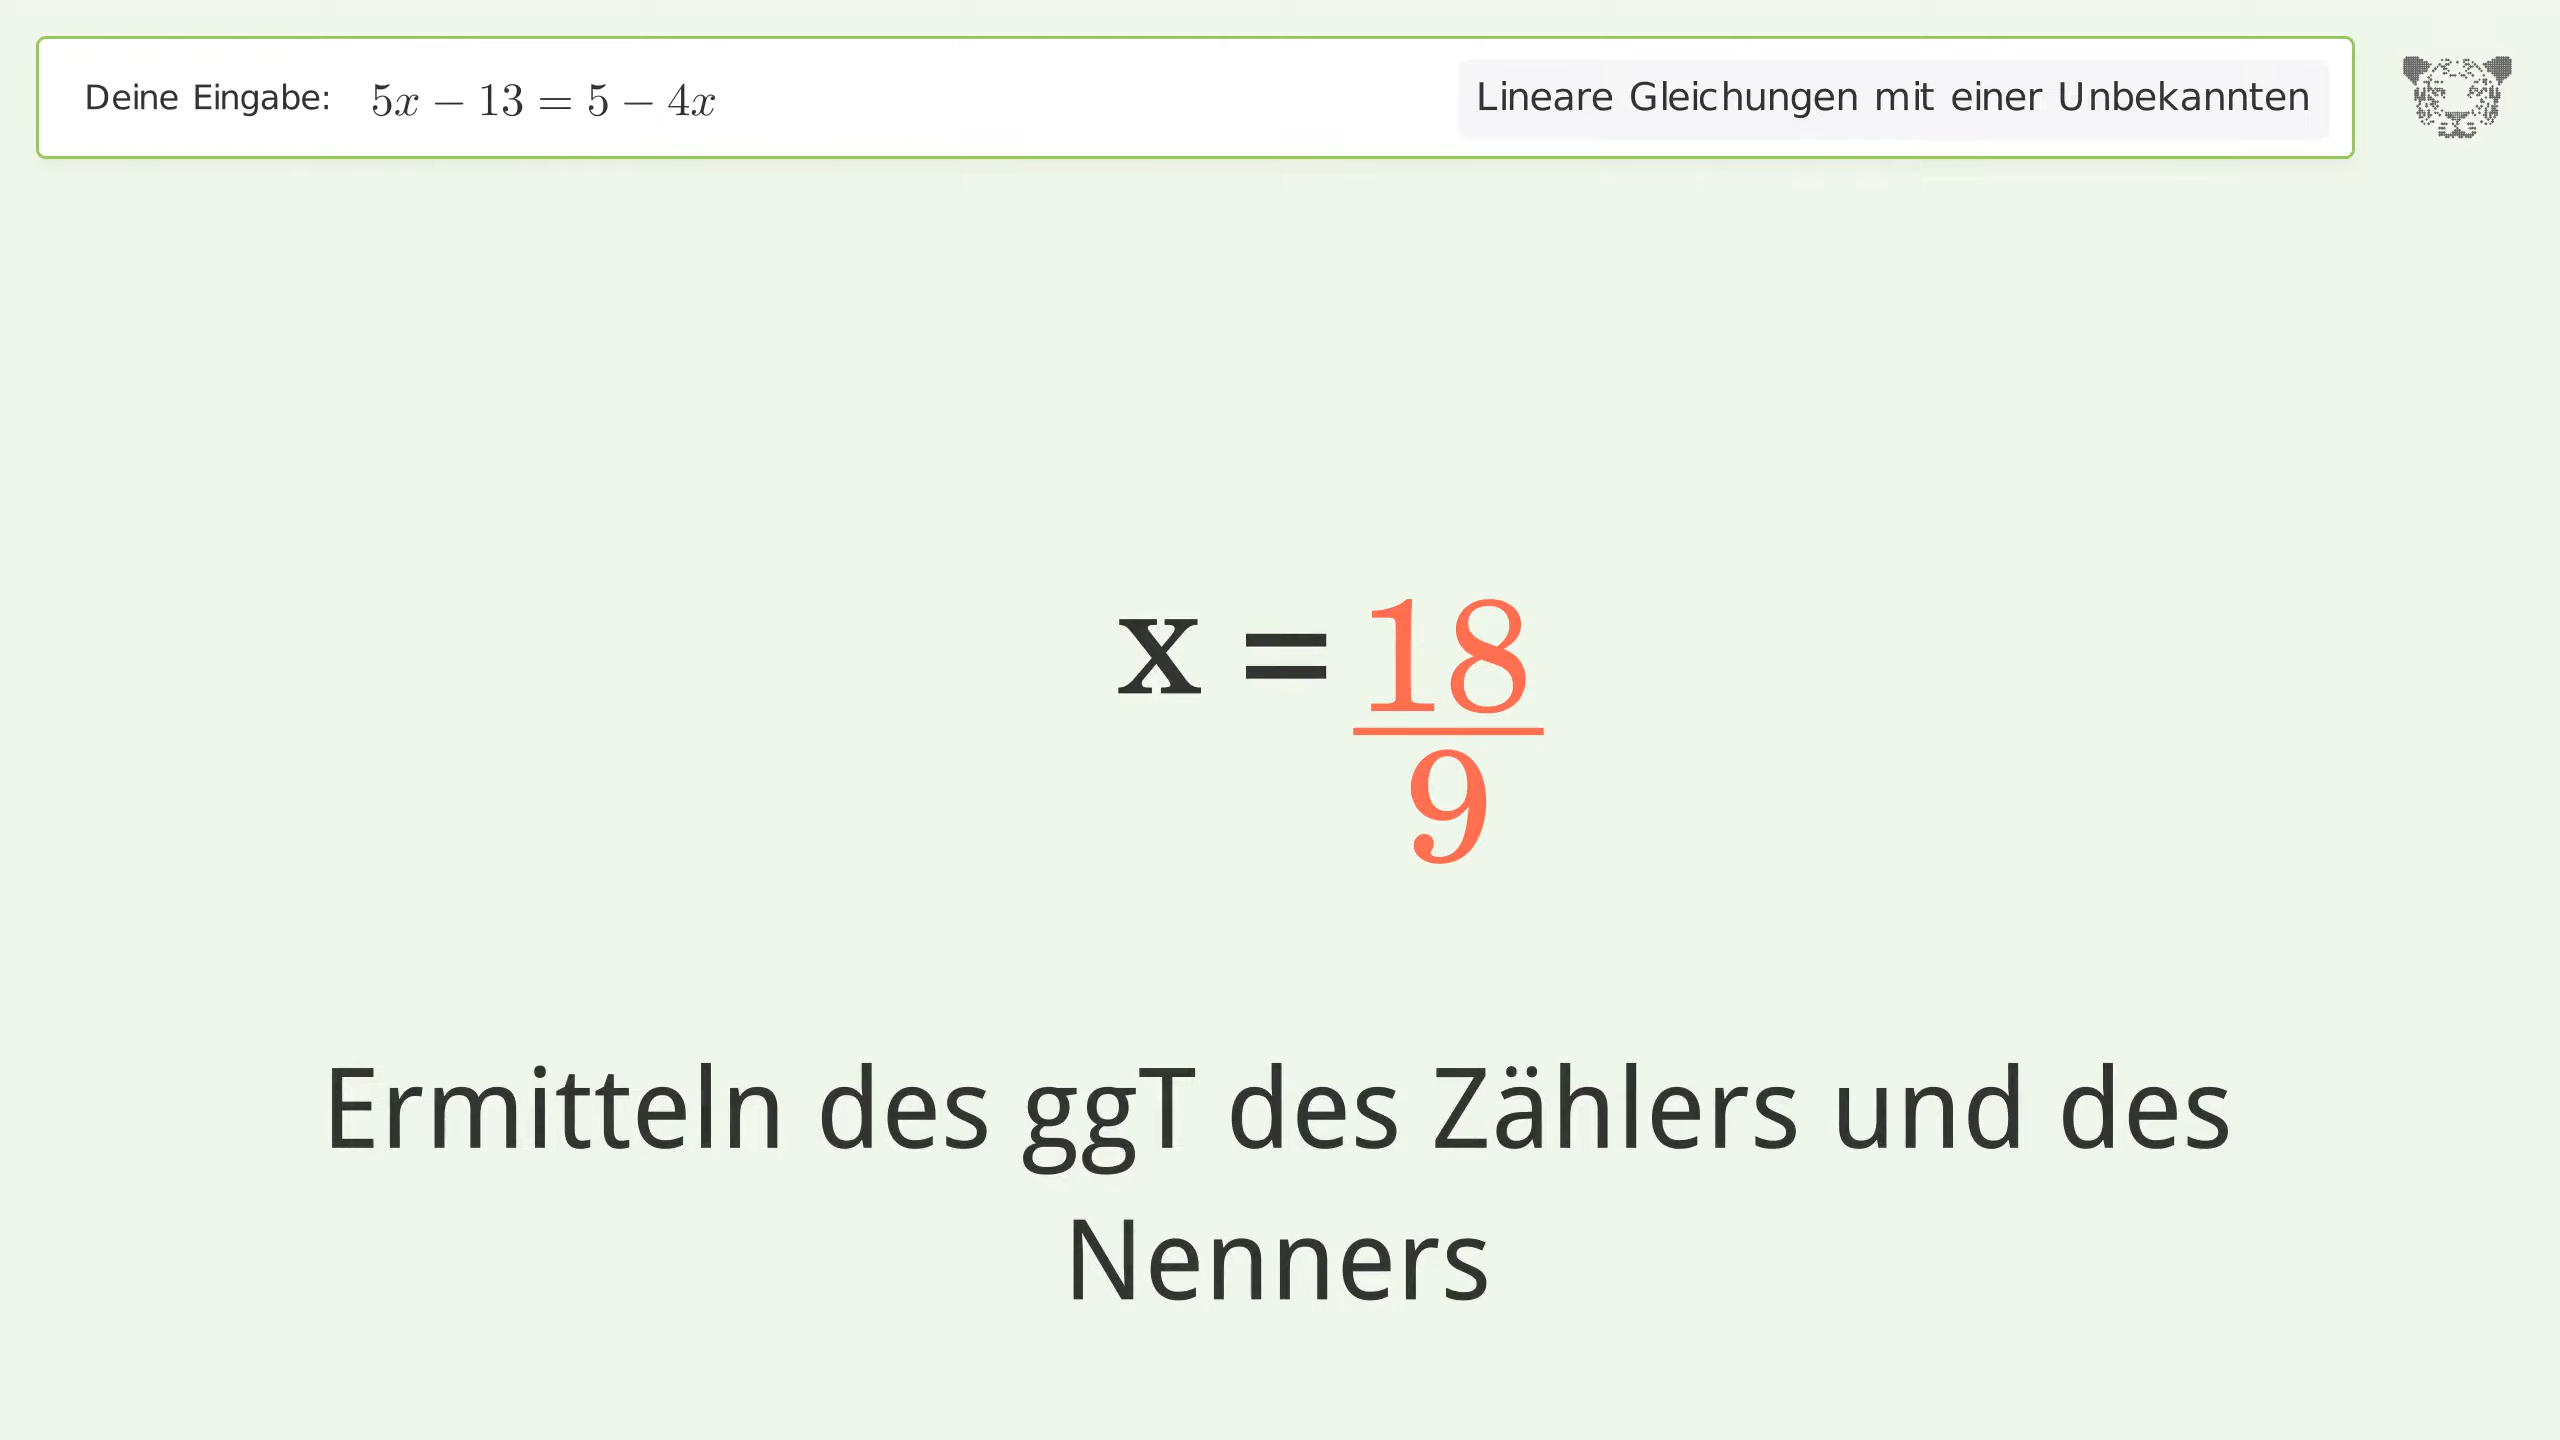 Deine Eingabe: 5x − 13 = 5 − 4x
Lineare Gleichungen mit einer Unbekannten
x = 18/9
Ermitteln des ggT des Zählers und des
Nenners